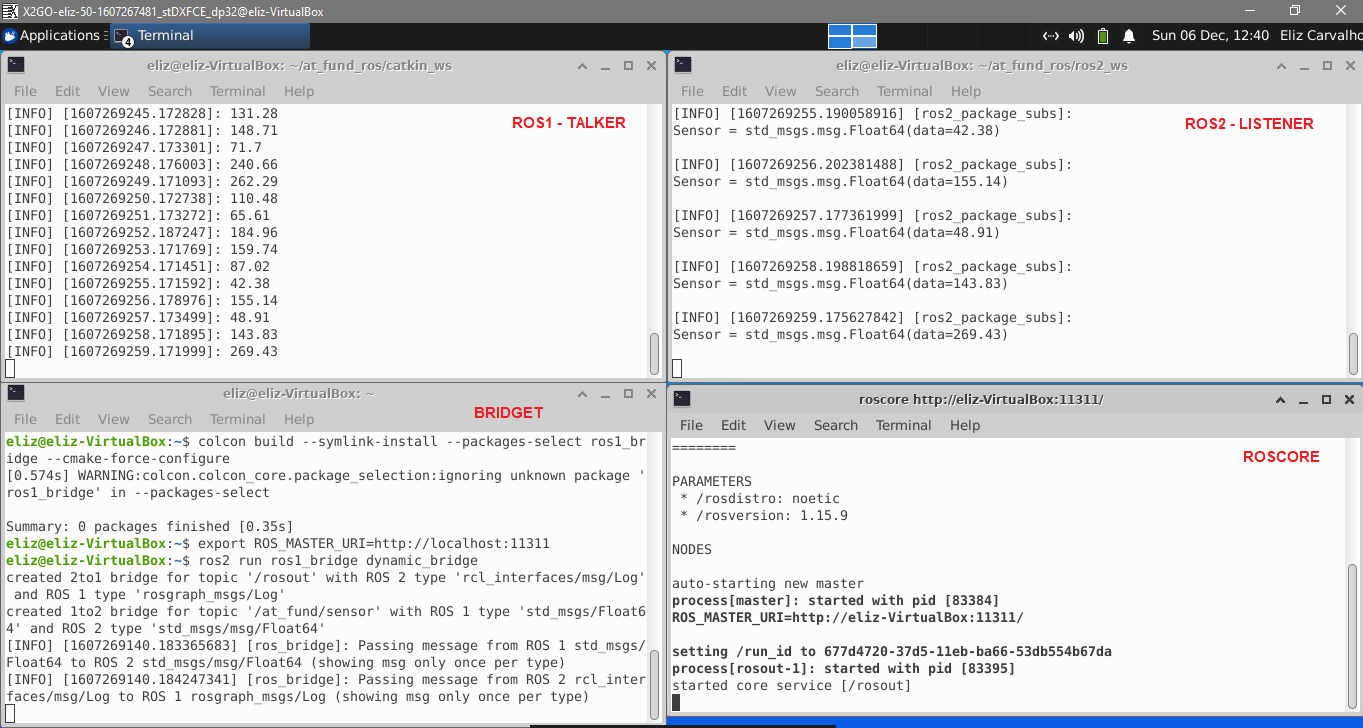 X2GO-eliz-50-1607267481_stDXFCE_dp32@eliz-VirtualBox
Applications
4
Terminal
Sun 06 Dec, 12:40 Eliz Carvalho
eliz@eliz-VirtualBox: ~/at_fund_ros/catkin_ws
File Edit View Search Terminal Help
ROS1 - TALKER
[INFO] [1607269245.172828]: 131.28
[INFO] [1607269246.172881]: 148.71
[INFO] [1607269247.173301]: 71.7
[INFO] [1607269248.176003]: 240.66
[INFO] [1607269249.171093]: 262.29
[INFO] [1607269250.172738]: 110.48
[INFO] [1607269251.173272]: 65.61
[INFO] [1607269252.187247]: 184.96
[INFO] [1607269253.171769]: 159.74
[INFO] [1607269254.171451]: 87.02
[INFO] [1607269255.171592]: 42.38
[INFO] [1607269256.178976]: 155.14
[INFO] [1607269257.173499]: 48.91
[INFO] [1607269258.171895]: 143.83
[INFO] [1607269259.171999]: 269.43
eliz@eliz-VirtualBox: ~/at_fund_ros/ros2_ws
File Edit View Search Terminal Help
ROS2 - LISTENER
[INFO] [1607269255.190058916] [ros2_package_subs]:
Sensor = std_msgs.msg.Float64(data=42.38)
[INFO] [1607269256.202381488] [ros2_package_subs]:
Sensor = std_msgs.msg.Float64(data=155.14)
[INFO] [1607269257.177361999] [ros2_package_subs]:
Sensor = std_msgs.msg.Float64(data=48.91)
[INFO] [1607269258.198818659] [ros2_package_subs]:
Sensor = std_msgs.msg.Float64(data=143.83)
[INFO] [1607269259.175627842] [ros2_package_subs]:
Sensor = std_msgs.msg.Float64(data=269.43)
eliz@eliz-VirtualBox: ~
File Edit View Search Terminal Help
BRIDGET
eliz@eliz-VirtualBox:~$ colcon build --symlink-install --packages-select ros1_br
idge --cmake-force-configure
[0.574s] WARNING:colcon.colcon_core.package_selection:ignoring unknown package '
ros1_bridge' in --packages-select
Summary: 0 packages finished [0.35s]
eliz@eliz-VirtualBox:~$ export ROS_MASTER_URI=http://localhost:11311
eliz@eliz-VirtualBox:~$ ros2 run ros1_bridge dynamic_bridge
created 2to1 bridge for topic '/rosout' with ROS 2 type 'rcl_interfaces/msg/Log'
and ROS 1 type 'rosgraph_msgs/Log'
created 1to2 bridge for topic '/at_fund/sensor' with ROS 1 type 'std_msgs/Float6
4' and ROS 2 type 'std_msgs/msg/Float64'
[INFO] [1607269140.183365683] [ros_bridge]: Passing message from ROS 1 std_msgs/
Float64 to ROS 2 std_msgs/msg/Float64 (showing msg only once per type)
[INFO] [1607269140.184247341] [ros_bridge]: Passing message from ROS 2 rcl_inter
faces/msg/Log to ROS 1 rosgraph_msgs/Log (showing msg only once per type)
roscore http://eliz-VirtualBox:11311/
File Edit View Search Terminal Help
ROSCORE
========
PARAMETERS
* /rosdistro: noetic
* /rosversion: 1.15.9
NODES
auto-starting new master
process[master]: started with pid [83384]
ROS_MASTER_URI=http://eliz-VirtualBox:11311/
setting /run_id to 677d4720-37d5-11eb-ba66-53db554b67da
process[rosout-1]: started with pid [83395]
started core service [/rosout]